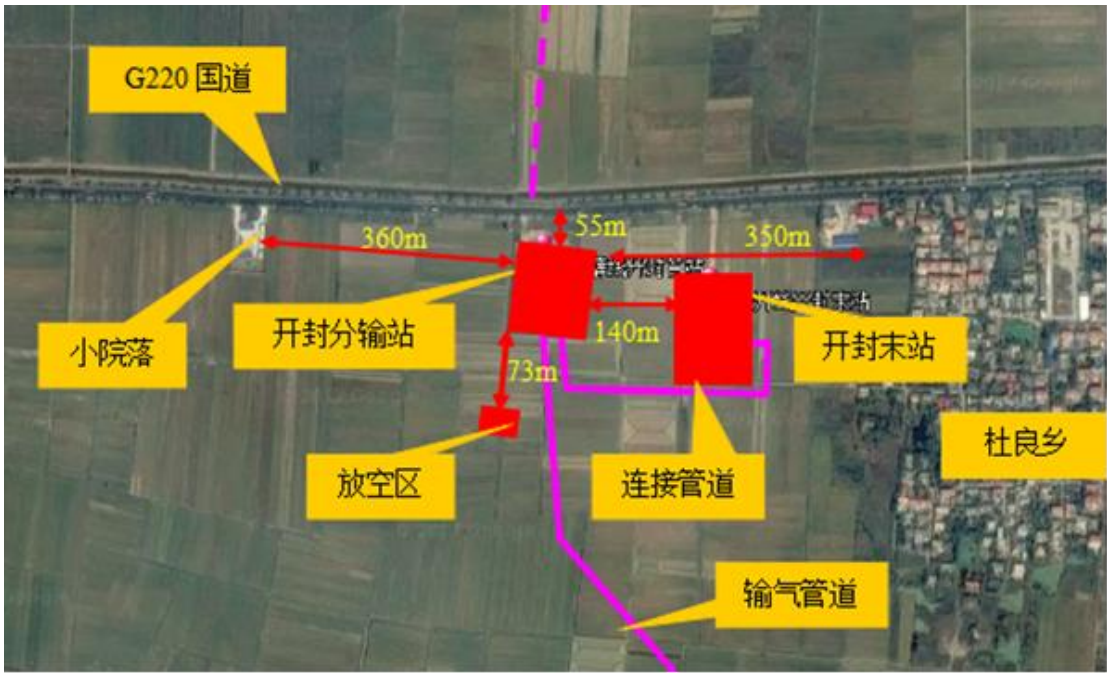 G220 国道
360m
55m
350m
小院落
开封分输站
140m
开封末站
73m
放空区
连接管道
杜良乡
输气管道